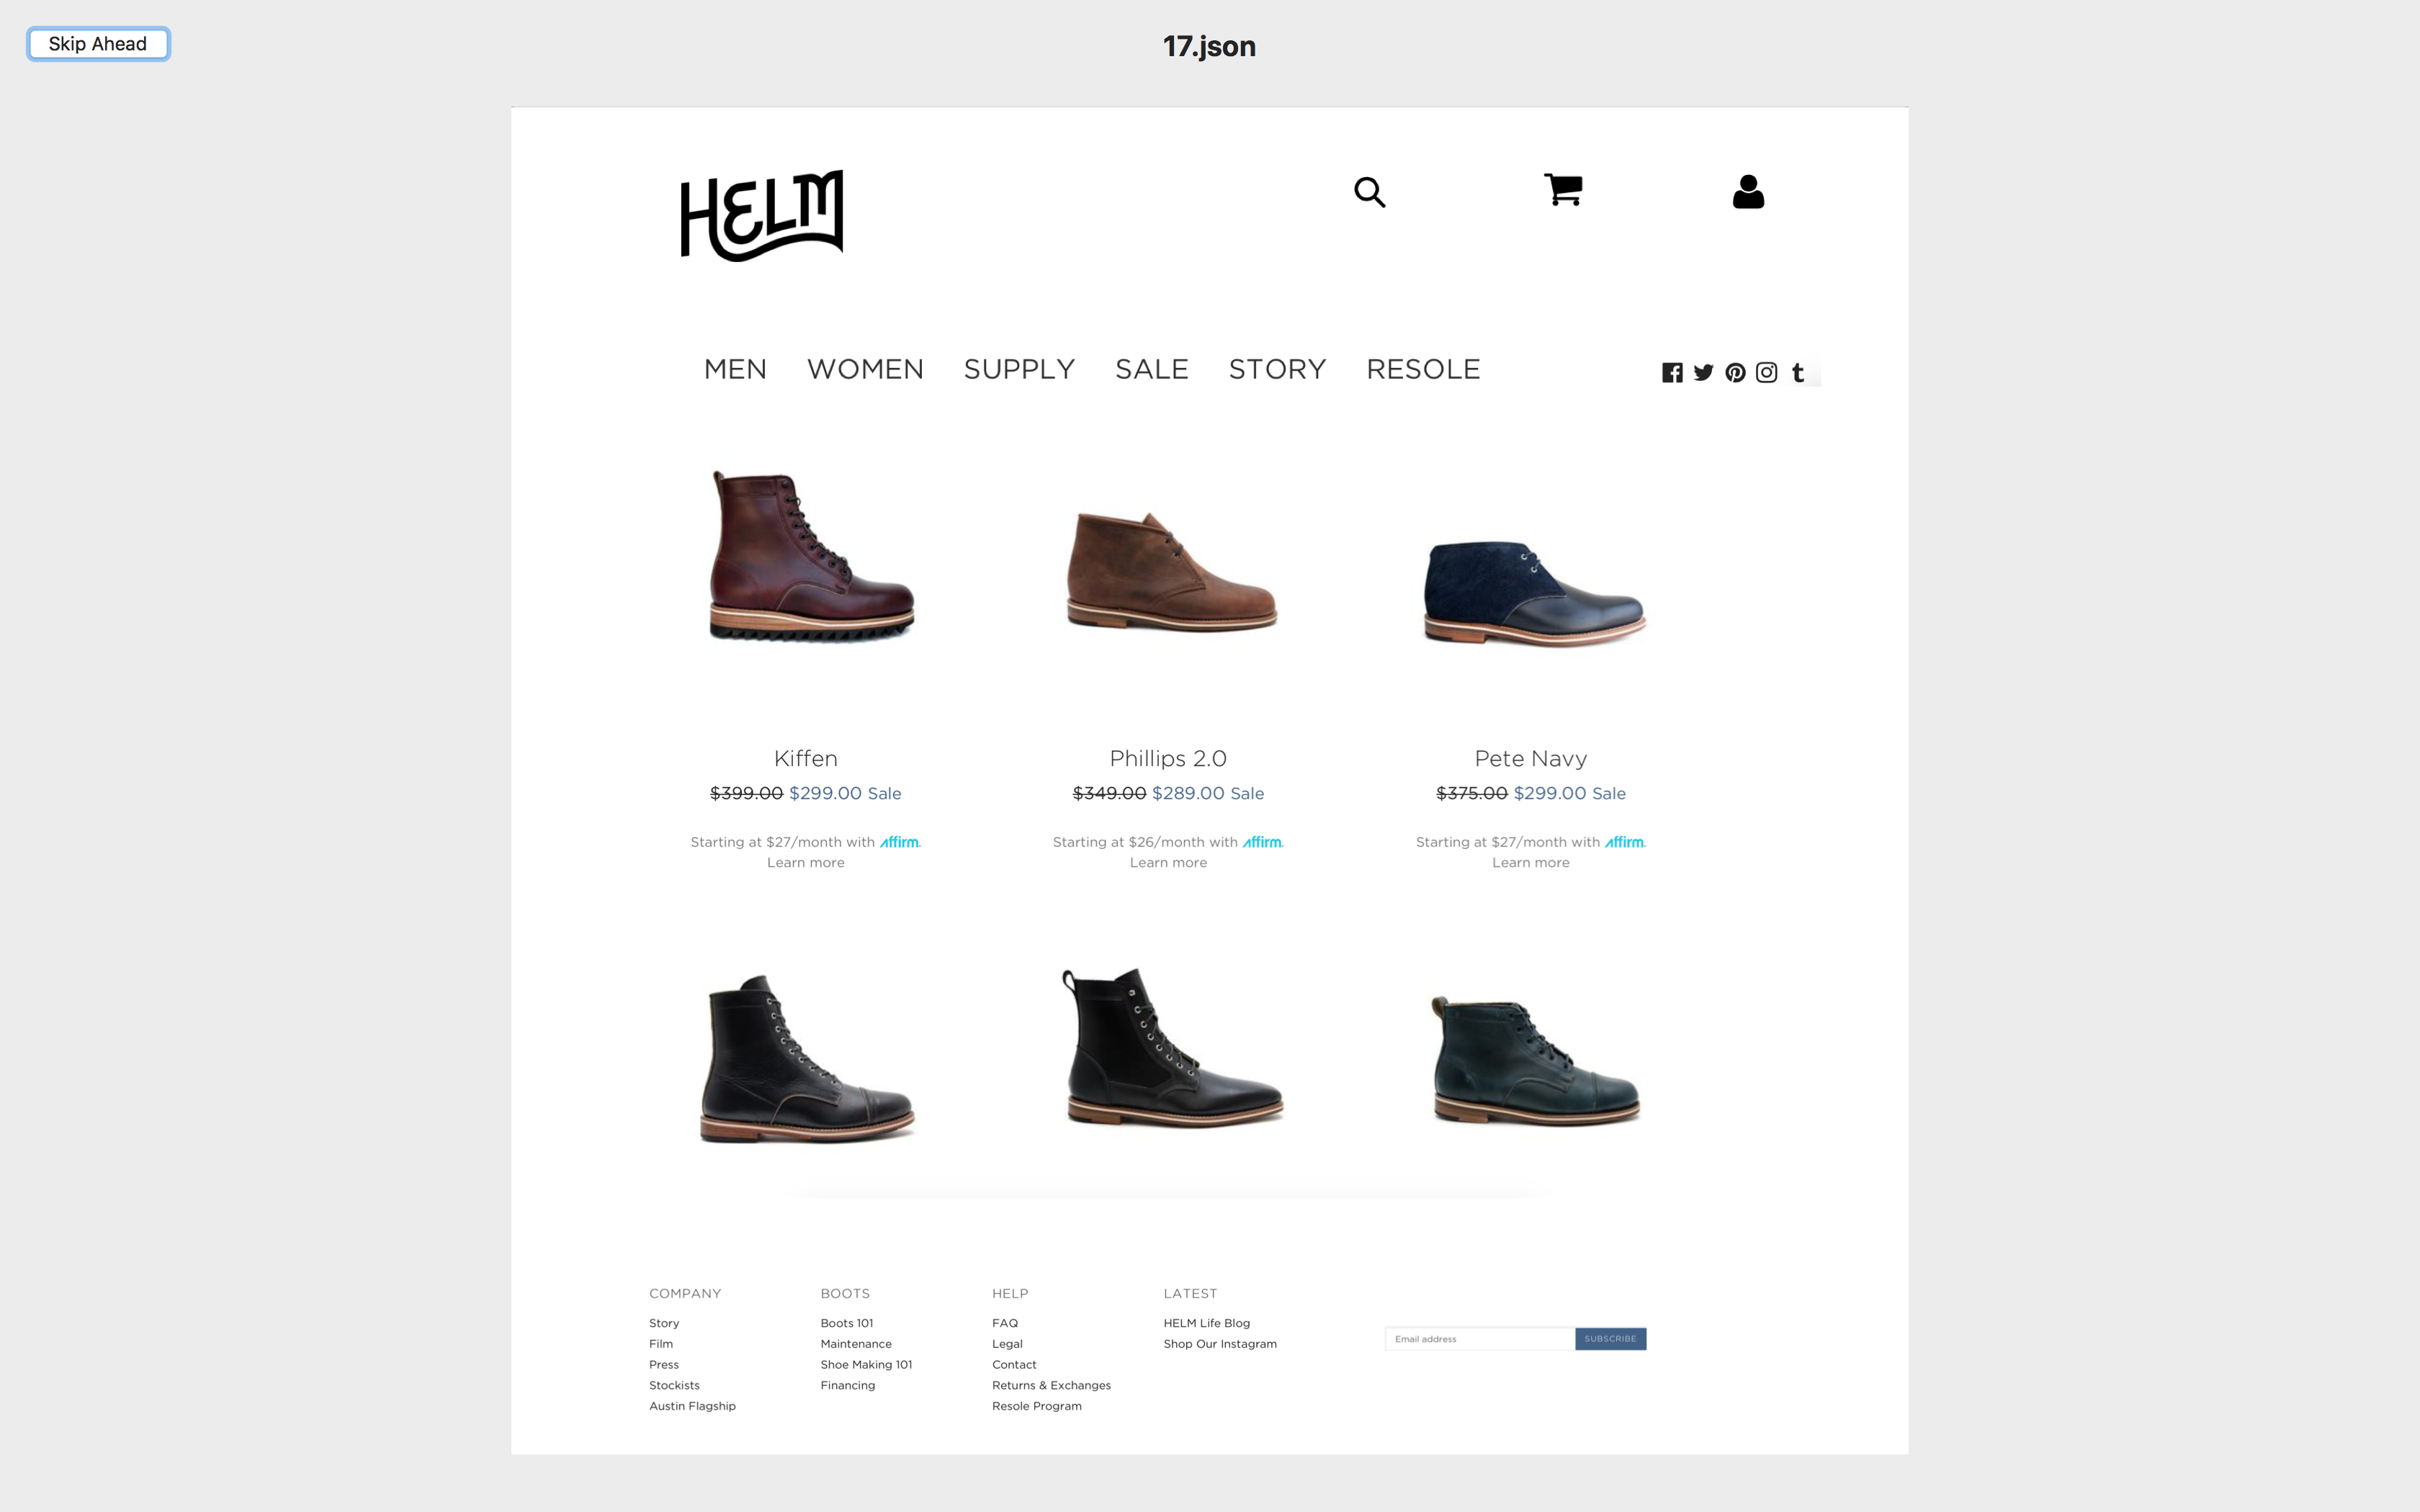 Skip Ahead
17.json
HELM
MEN WOMEN SUPPLY SALE STORY RESOLE
Kiffen
$399.00 $299.00 Sale
Starting at $27/month with affirm.
Learn more
Phillips 2.0
$349.00 $289.00 Sale
Starting at $26/month with affirm.
Learn more
Pete Navy
$375.00 $299.00 Sale
Starting at $27/month with affirm.
Learn more
COMPANY
Story
Film
Press
Stockists
Austin Flagship
BOOTS
Boots 101
Maintenance
Shoe Making 101
Financing
HELP
FAQ
Legal
Contact
Returns & Exchanges
Resole Program
LATEST
HELM Life Blog
Shop Our Instagram
Email address SUBSCRIBE